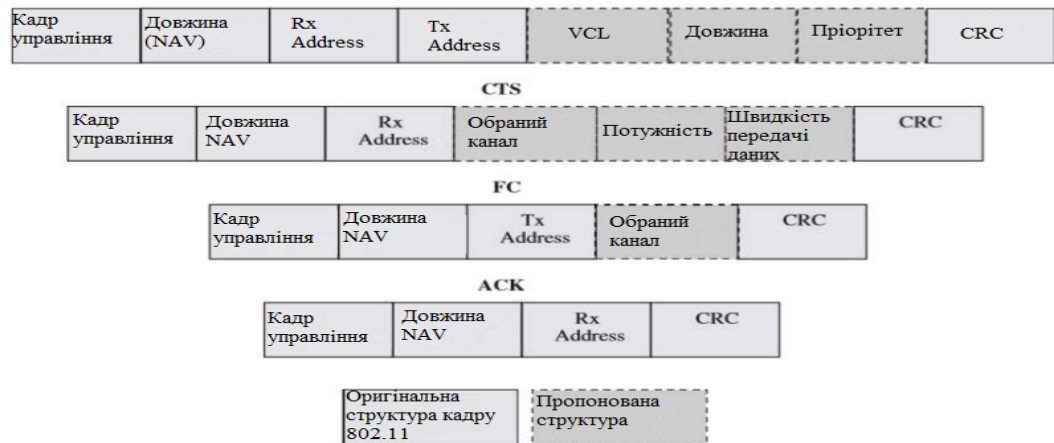 Кадр управління Довжина (NAV) Rx Address Tx Address VCL Довжина Пріорітет CRC
CTS
Кадр управління Довжина NAV Rx Address Обраний канал Потужність Швидкість передачі даних CRC
FC
Кадр управління Довжина NAV Tx Address Обраний канал CRC
ACK
Кадр управління Довжина NAV Rx Address CRC
Оригінальна структура кадру 802.11 Пропонована структура